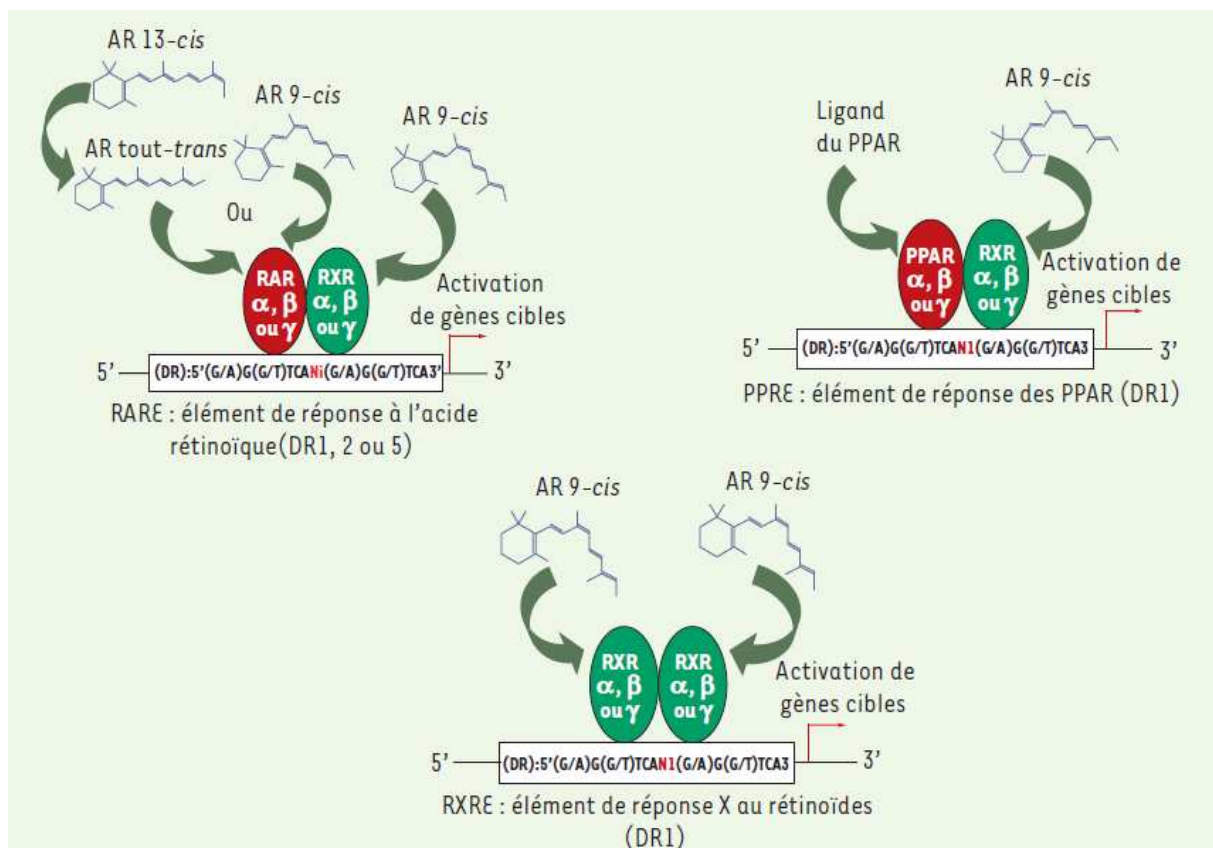 AR 13-cis
AR 9-cis
AR 9-cis
AR tout-trans
Ou
RAR
α, β
ou γ
RXR
α, β
ou γ
Activation
de gènes cibles
5’
(DR):5’(G/A)G(G/T)TCANi(G/A)G(G/T)TCA3’
3’
RARE : élément de réponse à l’acide
rétinoïque(DR1, 2 ou 5)
Ligand
du PPAR
AR 9-cis
PPAR
α, β
ou γ
RXR
α, β
ou γ
Activation de
gènes cibles
5’
(DR):5’(G/A)G(G/T)TCAN1(G/A)G(G/T)TCA3
3’
PPRE : élément de réponse des PPAR (DR1)
AR 9-cis
AR 9-cis
RXR
α, β
ou γ
RXR
α, β
ou γ
Activation de
gènes cibles
5’
(DR):5’(G/A)G(G/T)TCAN1(G/A)G(G/T)TCA3
3’
RXRE : élément de réponse X au rétinoïdes
(DR1)